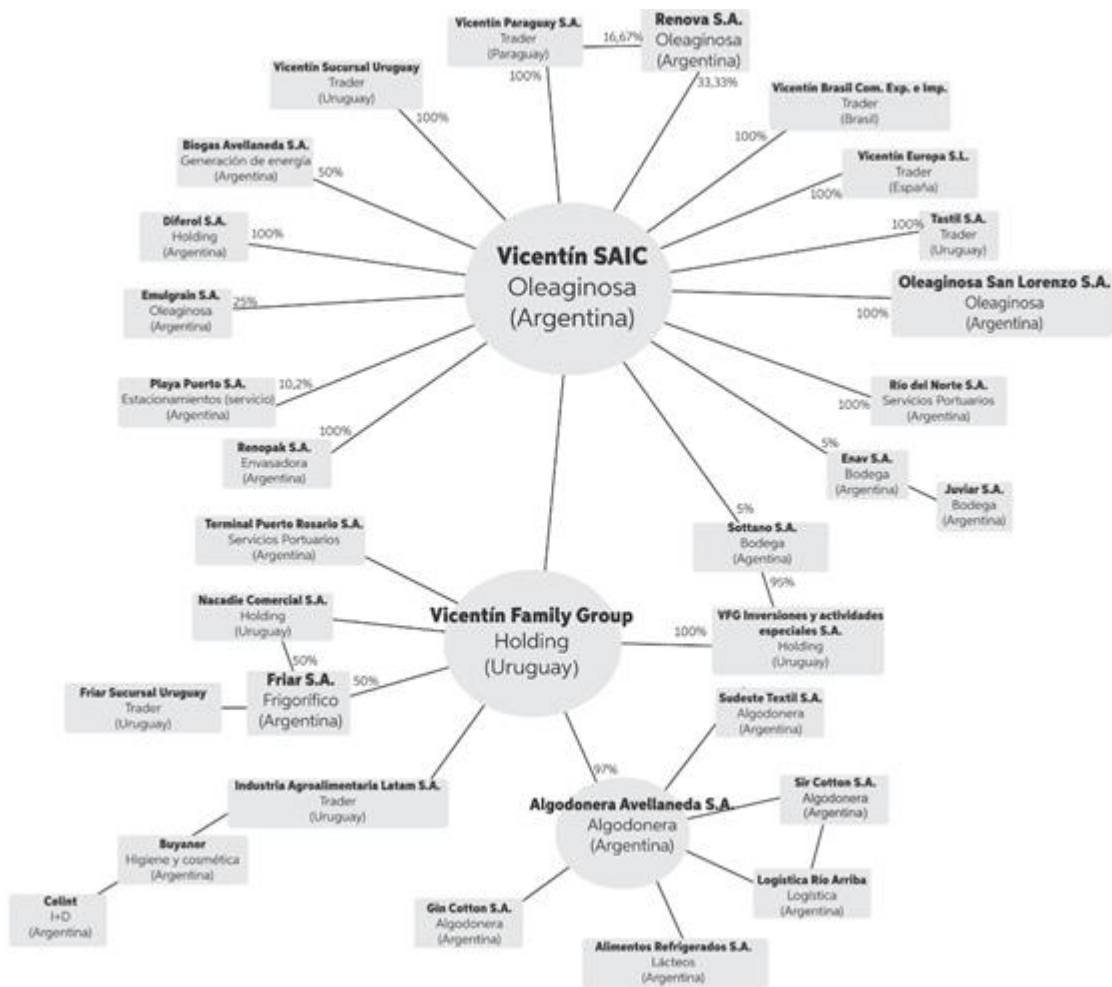 Vicentín Paraguay S.A.
Trader
(Paraguay)
16,67%
Renova S.A.
Oleaginosa
(Argentina)
100%
33,33%
Vicentín Sucursal Uruguay
Trader
(Uruguay)
100%
Vicentín Brasil Com. Exp. e Imp.
Trader
(Brasil)
100%
Biogas Avellaneda S.A.
Generación de energía
(Argentina)
50%
Vicentín Europa S.L.
Trader
(España)
100%
Diferol S.A.
Holding
(Argentina)
100%
Tastil S.A.
Trader
(Uruguay)
100%
Vicentín SAIC
Oleaginosa
(Argentina)
Emulgrain S.A.
Oleaginosa
(Argentina)
25%
Oleaginosa San Lorenzo S.A.
Oleaginosa
(Argentina)
100%
Playa Puerto S.A.
Estacionamientos (servicio)
(Argentina)
10,2%
Río del Norte S.A.
Servicios Portuarios
(Argentina)
100%
Renopak S.A.
Envasadora
(Argentina)
100%
5%
Enav S.A.
Bodega
(Argentina)
Juviar S.A.
Bodega
(Argentina)
Terminal Puerto Rosario S.A.
Servicios Portuarios
(Argentina)
5%
Sottano S.A.
Bodega
(Agentina)
95%
Nacadie Comercial S.A.
Holding
(Uruguay)
Vicentín Family Group
Holding
(Uruguay)
100%
VFG Inversiones y actividades
especiales S.A.
Holding
(Uruguay)
50%
Friar S.A.
Frigorífico
(Argentina)
50%
Friar Sucursal Uruguay
Trader
(Uruguay)
Sudeste Textil S.A.
Algodonera
(Argentina)
97%
Industria Agroalimentaria Latam S.A.
Trader
(Uruguay)
Algodonera Avellaneda S.A.
Algodonera
(Argentina)
Sir Cotton S.A.
Algodonera
(Argentina)
Buyanor
Higiene y cosmética
(Argentina)
Logística Río Arriba
Logística
(Argentina)
Celist
I+D
(Argentina)
Gin Cotton S.A.
Algodonera
(Argentina)
Alimentos Refrigerados S.A.
Lácteos
(Argentina)